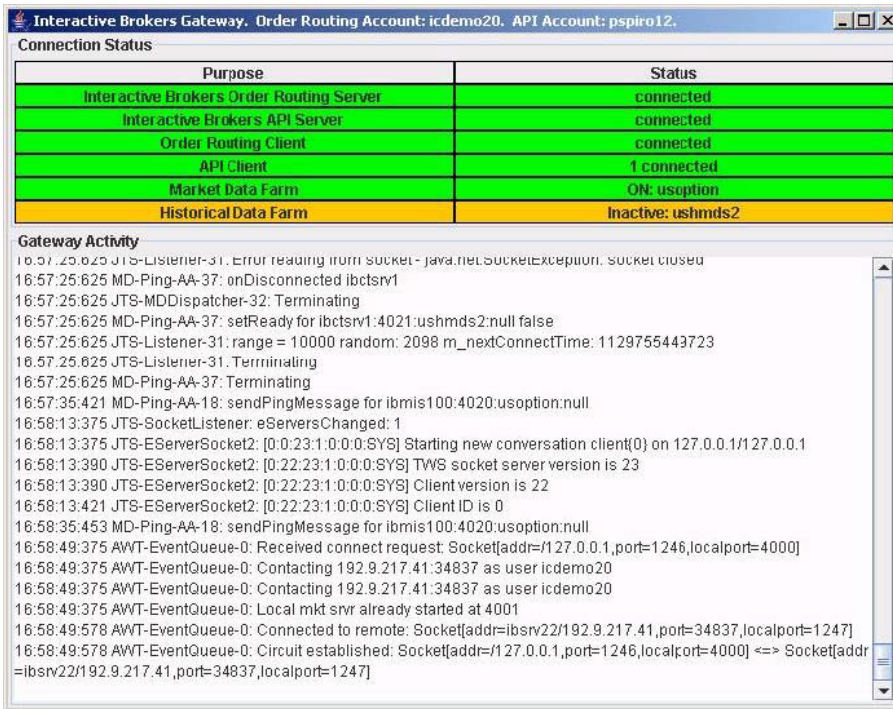 Interactive Brokers Gateway. Order Routing Account: icdemo20. API Account: pspiro12.
Connection Status
Purpose Status
Interactive Brokers Order Routing Server connected
Interactive Brokers API Server connected
Order Routing Client connected
API Client 1 connected
Market Data Farm ON: usoption
Historical Data Farm Inactive: ushmds2
Gateway Activity
16:57:25:625 JTS-Listener-31: Error reading from socket - java.net.SocketException: socket closed
16:57:25:625 MD-Ping-AA-37: onDisconnected ibctsrv1
16:57:25:625 JTS-MDDispatcher-32: Terminating
16:57:25:625 MD-Ping-AA-37: setReady for ibctsrv1:4021:ushmds2:null false
16:57:25:625 JTS-Listener-31: range = 10000 random: 2098 m_nextConnectTime: 1129755449723
16:57:25:625 JTS-Listener-31: Terminating
16:57:25:625 MD-Ping-AA-37: Terminating
16:57:35:421 MD-Ping-AA-18: sendPingMessage for ibmis100:4020:usoption:null
16:58:13:375 JTS-SocketListener: eServersChanged: 1
16:58:13:375 JTS-EServerSocket2: [0:0:23:1:0:0:0:SYS] Starting new conversation client{0} on 127.0.0.1/127.0.0.1
16:58:13:390 JTS-EServerSocket2: [0:22:23:1:0:0:0:SYS] TWS socket server version is 23
16:58:13:390 JTS-EServerSocket2: [0:22:23:1:0:0:0:SYS] Client version is 22
16:58:13:421 JTS-EServerSocket2: [0:22:23:1:0:0:0:SYS] Client ID is 0
16:58:35:453 MD-Ping-AA-18: sendPingMessage for ibmis100:4020:usoption:null
16:58:49:375 AWT-EventQueue-0: Received connect request: Socket[addr=/127.0.0.1,port=1246,localport=4000]
16:58:49:375 AWT-EventQueue-0: Contacting 192.9.217.41:34837 as user icdemo20
16:58:49:375 AWT-EventQueue-0: Contacting 192.9.217.41:34837 as user icdemo20
16:58:49:375 AWT-EventQueue-0: Local mkt srvr already started at 4001
16:58:49:578 AWT-EventQueue-0: Connected to remote: Socket[addr=ibsrv22/192.9.217.41,port=34837,localport=1247]
16:58:49:578 AWT-EventQueue-0: Circuit established: Socket[addr=/127.0.0.1,port=1246,localport=4000] <=> Socket[addr
=ibsrv22/192.9.217.41,port=34837,localport=1247]